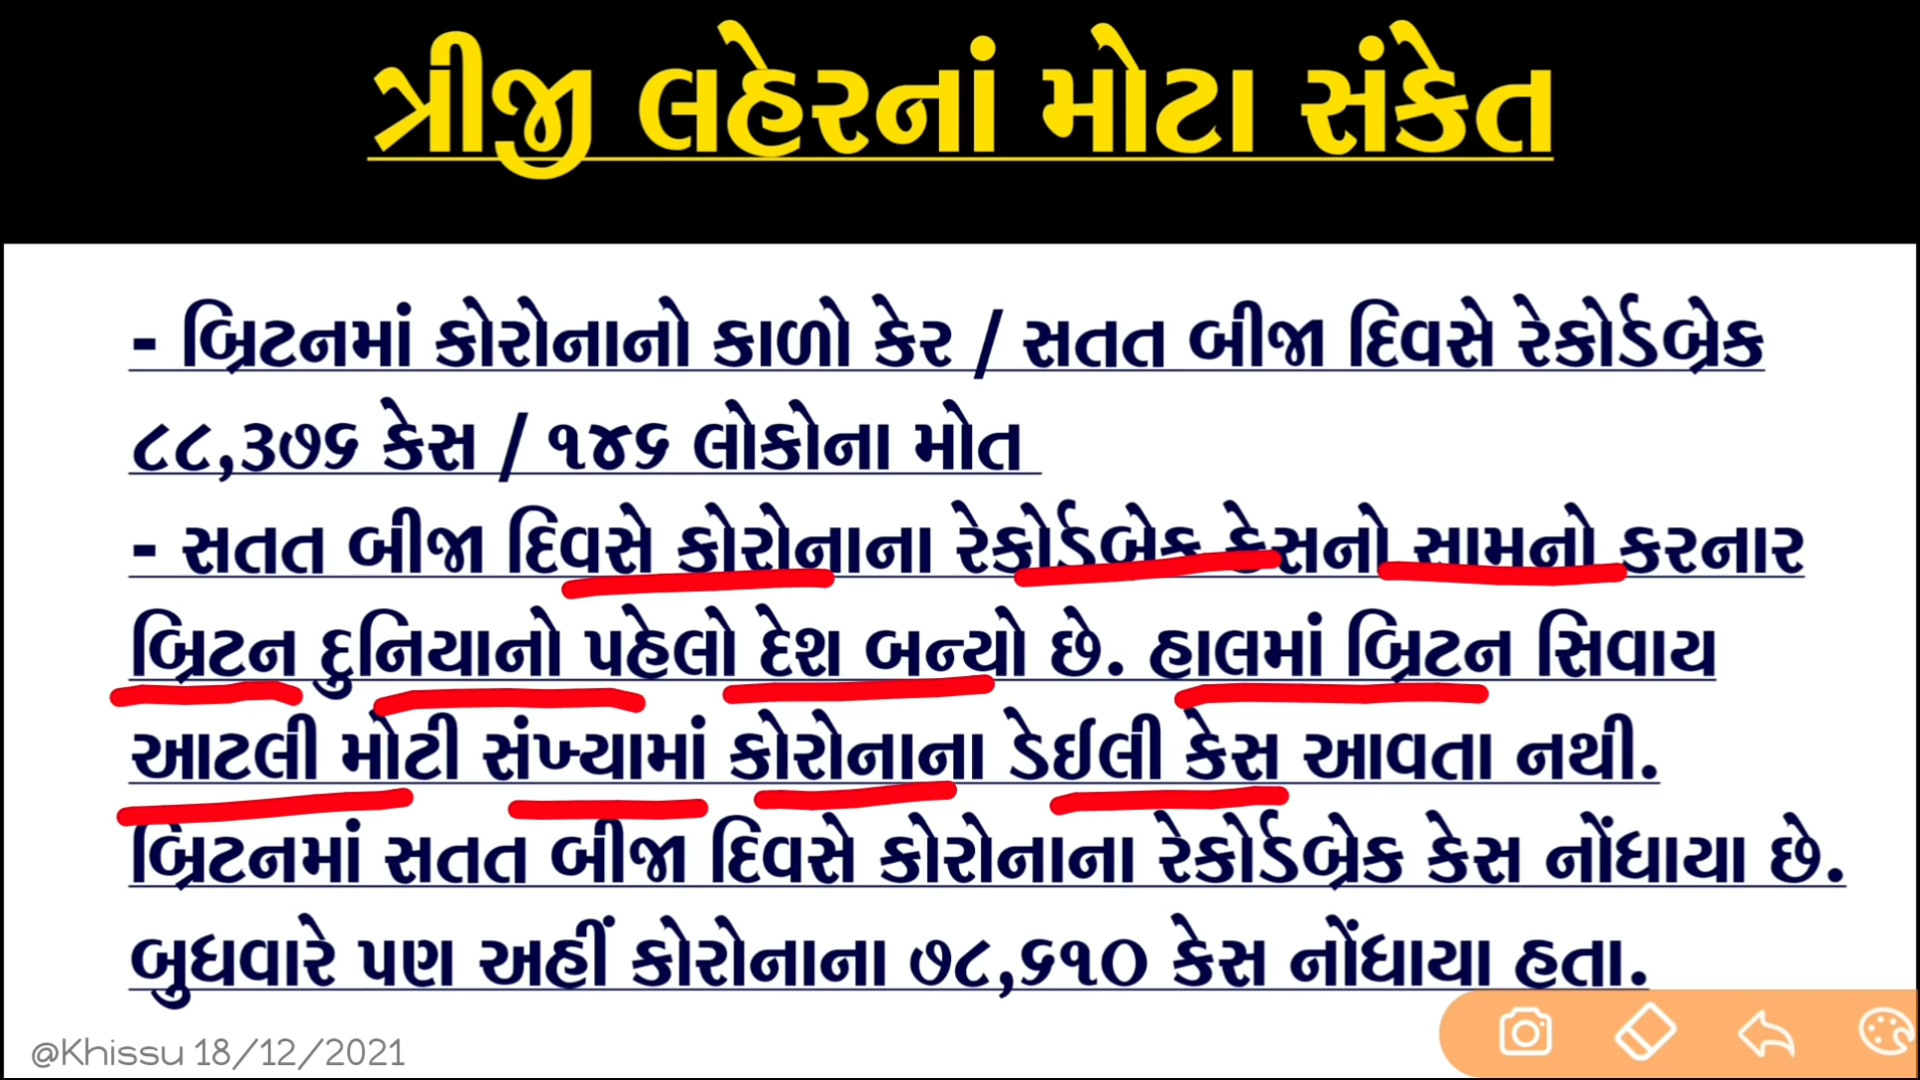 ત્રીજી લહેરનાં મોટા સંકેત
- બ્રિટનમાં કોરોનાનો કાળો કેર / સતત બીજા દિવસે રેકોર્ડબ્રેક
૮૮,૩૭૬ કેસ / ૧૪૬ લોકોના મોત
- સતત બીજા દિવસે કોરોનાના રેકોર્ડબ્રેક કેસનો સામનો કરનાર
બ્રિટન દુનિયાનો પહેલો દેશ બન્યો છે. હાલમાં બ્રિટન સિવાય
આટલી મોટી સંખ્યામાં કોરોનાના ડેઈલી કેસ આવતા નથી.
બ્રિટનમાં સતત બીજા દિવસે કોરોનાના રેકોર્ડબ્રેક કેસ નોંધાયા છે.
બુધવારે પણ અહીં કોરોનાના ૭૮,૬૧૦ કેસ નોંધાયા હતા.
@Khissu 18/12/2021